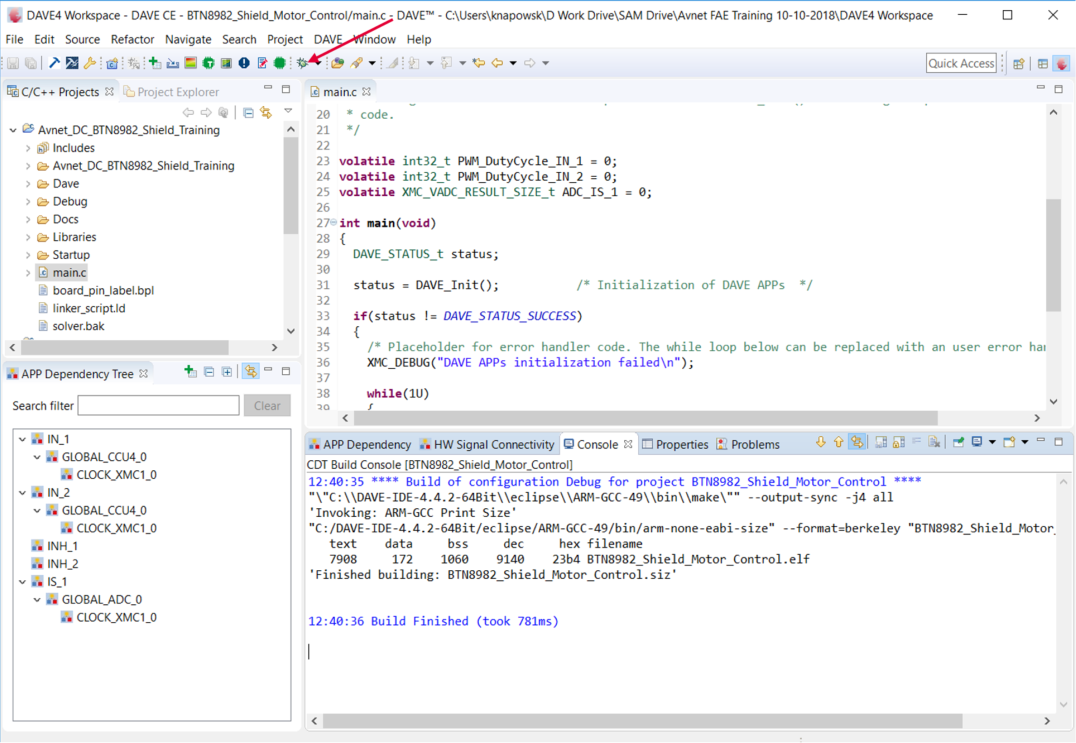 DAVE4 Workspace - DAVE CE - BTN8982_Shield_Motor_Control/main.c - DAVE™ - C:\Users\knapowsk\D Work Drive\SAM Drive\Avnet FAE Training 10-10-2018\DAVE4 Workspace
File Edit Source Refactor Navigate Search Project DAVE Window Help
Quick Access
C/C++ Projects Project Explorer
Avnet_DC_BTN8982_Shield_Training
Includes
Avnet_DC_BTN8982_Shield_Training
Dave
Debug
Docs
Libraries
Startup
main.c
board_pin_label.bpl
linker_script.ld
solver.bak
main.c
20 * code.
21 */
22
23 volatile int32_t PWM_DutyCycle_IN_1 = 0;
24 volatile int32_t PWM_DutyCycle_IN_2 = 0;
25 volatile XMC_VADC_RESULT_SIZE_t ADC_IS_1 = 0;
26
27 int main(void)
28 {
29 DAVE_STATUS_t status;
30
31 status = DAVE_Init(); /* Initialization of DAVE APPs */
32
33 if(status != DAVE_STATUS_SUCCESS)
34 {
35 /* Placeholder for error handler code. The while loop below can be replaced with an user error han
36 XMC_DEBUG("DAVE APPs initialization failed\n");
37
38 while(1U)
39 {
APP Dependency Tree
Search filter Clear
IN_1
GLOBAL_CCU4_0
CLOCK_XMC1_0
IN_2
GLOBAL_CCU4_0
CLOCK_XMC1_0
INH_1
INH_2
IS_1
GLOBAL_ADC_0
CLOCK_XMC1_0
APP Dependency HW Signal Connectivity Console Properties Problems
CDT Build Console [BTN8982_Shield_Motor_Control]
12:40:35 **** Build of configuration Debug for project BTN8982_Shield_Motor_Control ****
"\"C:\\DAVE-IDE-4.4.2-64Bit\\eclipse\\ARM-GCC-49\\bin\\make\"" --output-sync -j4 all
'Invoking: ARM-GCC Print Size'
"C:/DAVE-IDE-4.4.2-64Bit/eclipse/ARM-GCC-49/bin/arm-none-eabi-size" --format=berkeley "BTN8982_Shield_Motor_
text data bss dec hex filename
7908 172 1060 9140 23b4 BTN8982_Shield_Motor_Control.elf
'Finished building: BTN8982_Shield_Motor_Control.siz'
12:40:36 Build Finished (took 781ms)